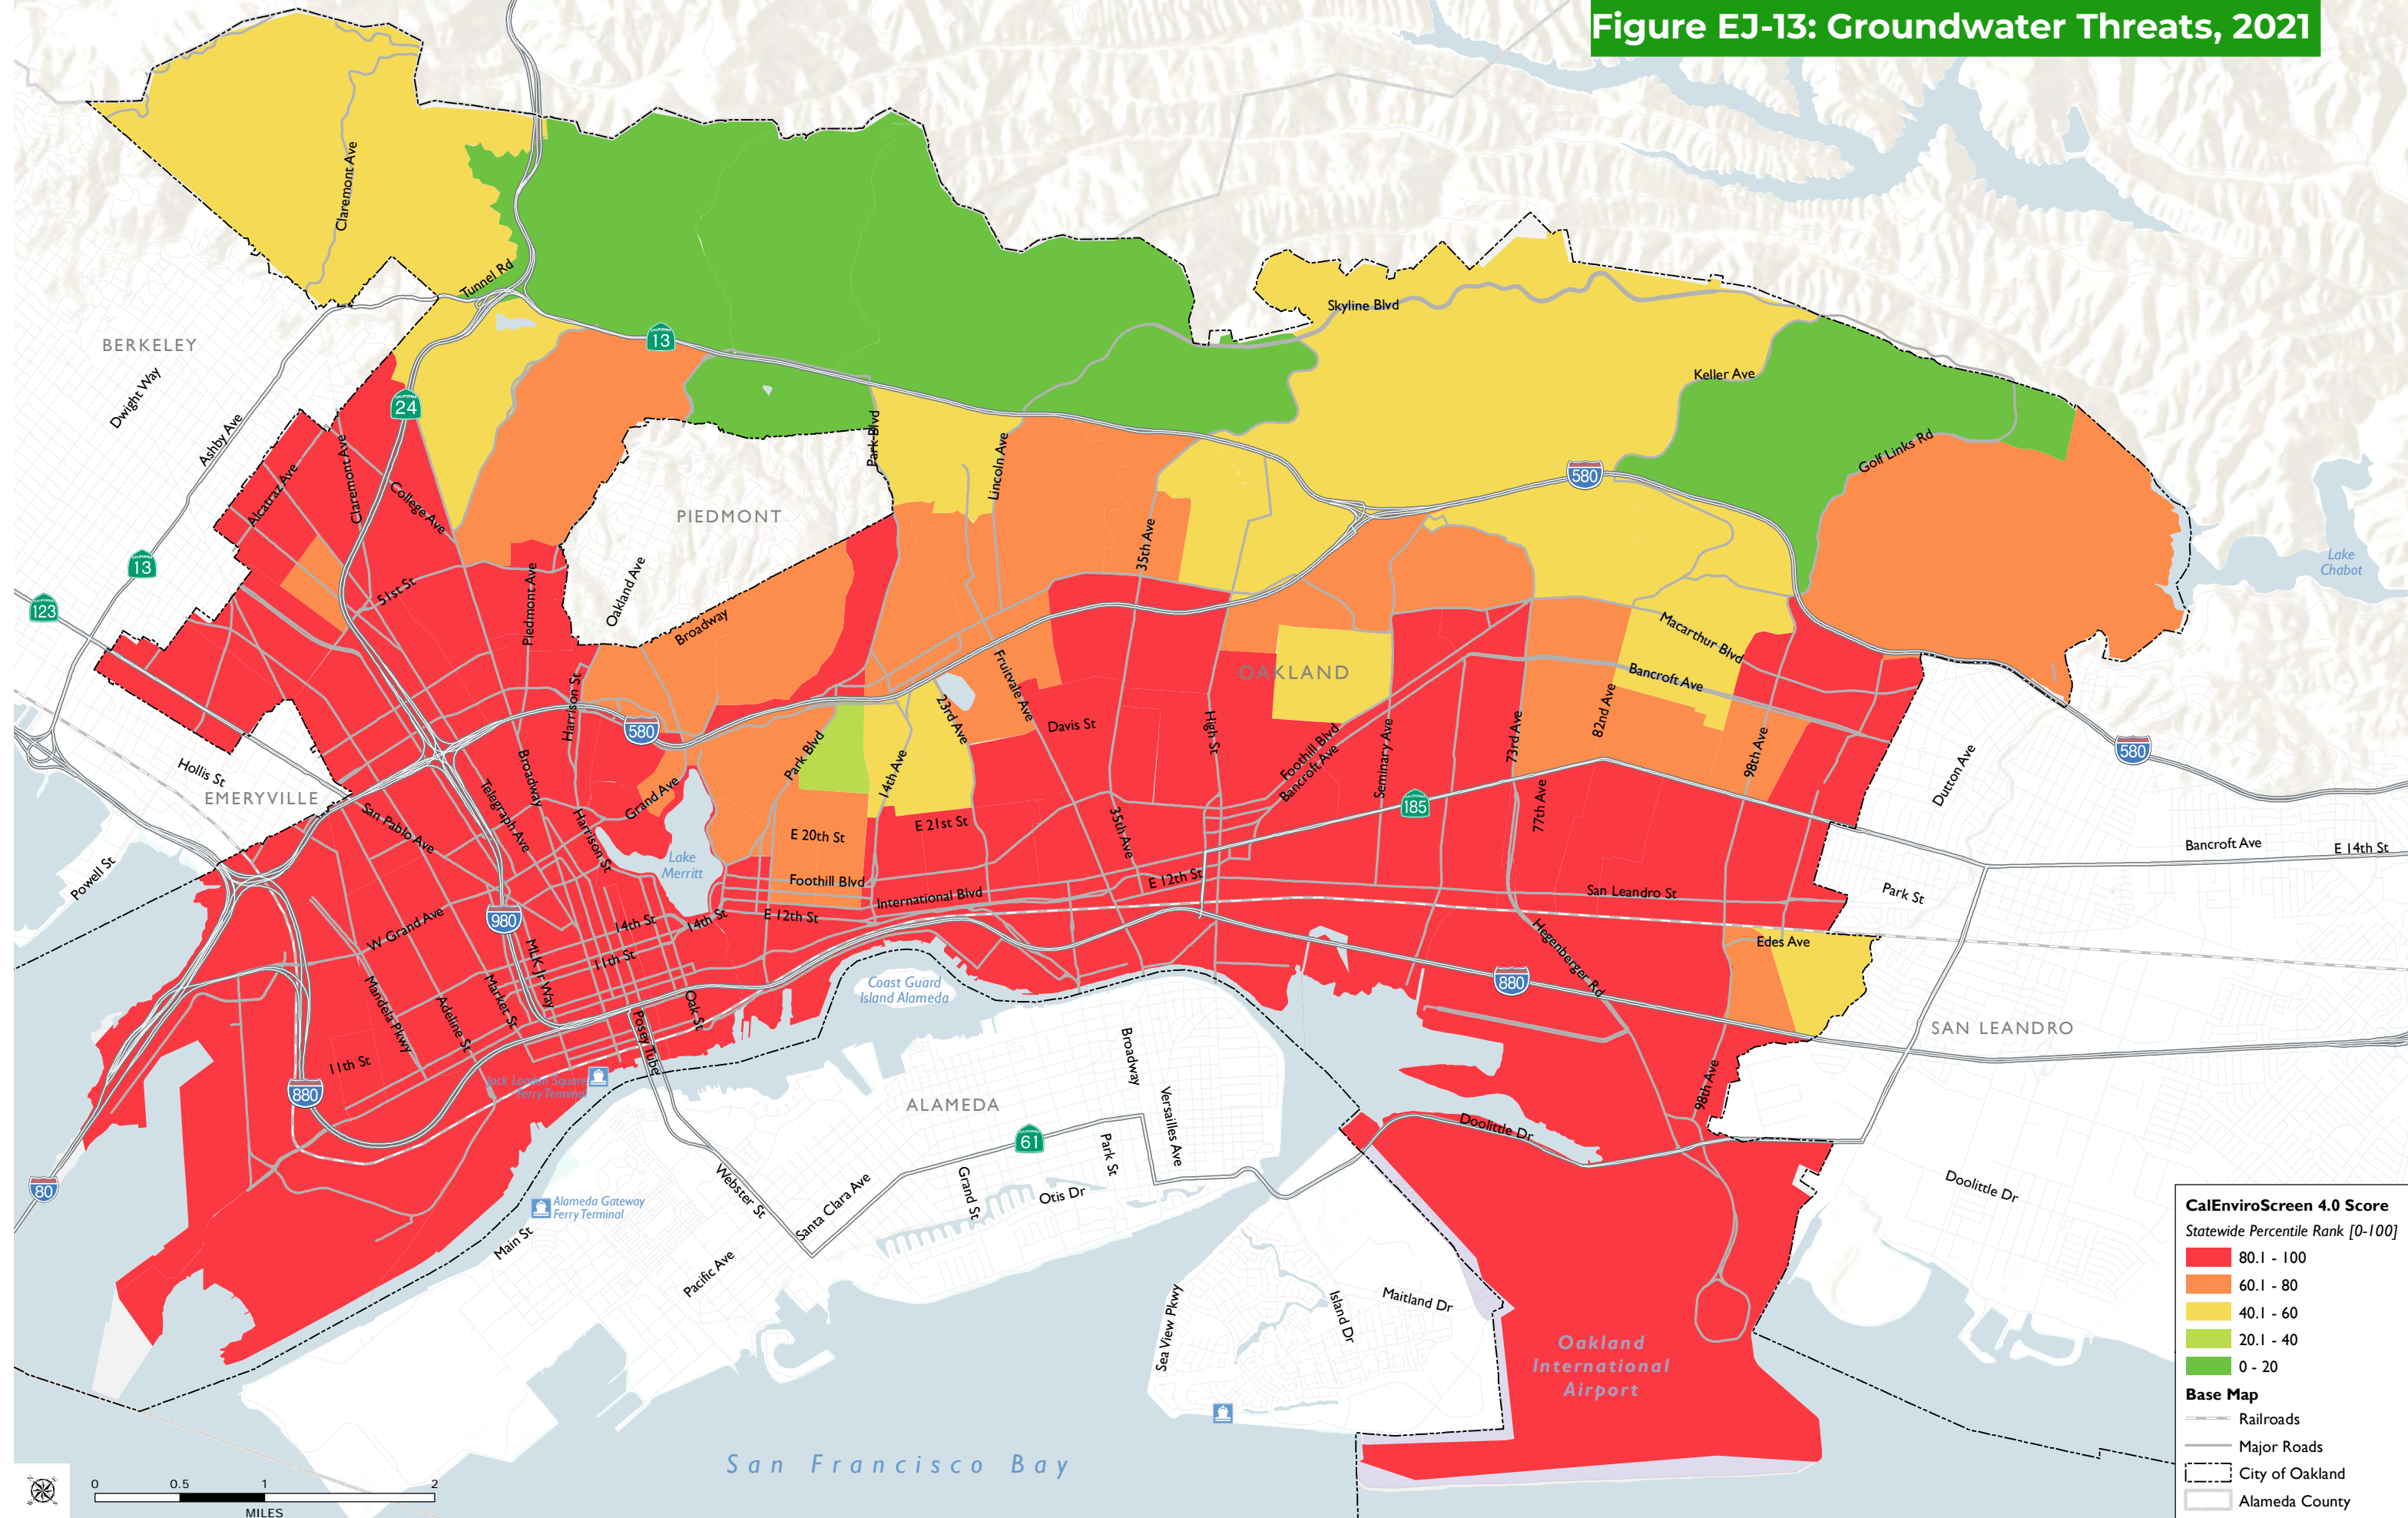 Figure EJ-13: Groundwater Threats, 2021
Claremont Ave
Tunnel Rd
BERKELEY
Dwight Way
Ashby Ave
13
24
13
123
Alcatraz Ave
Claremont Ave
College Ave
51st St
Piedmont Ave
PIEDMONT
Oakland Ave
Broadway
Park Blvd
Lincoln Ave
35th Ave
Skyline Blvd
Keller Ave
580
Golf Links Rd
Lake
Chabot
Macarthur Blvd
Bancroft Ave
OAKLAND
Harrison St
580
Fruitvale Ave
23rd Ave
Davis St
High St
Foothill Blvd
Bancroft Ave
Seminary Ave
73rd Ave
82nd Ave
98th Ave
580
Dutton Ave
Hollis St
EMERYVILLE
Powell St
San Pablo Ave
Telegraph Ave
Broadway
Harrison St
Grand Ave
Park Blvd
14th Ave
Lake
Merritt
E 20th St
E 21st St
35th Ave
185
77th Ave
Bancroft Ave
E 14th St
Foothill Blvd
International Blvd
E 12th St
E 12th St
San Leandro St
Park St
W Grand Ave
980
14th St
14th St
11th St
MLK Jr Way
Market St
Adeline St
Mandela Pkwy
11th St
880
Oak St
Posey Tube
Jack London Square
Ferry Terminal
Coast Guard
Island Alameda
880
Hegenberger Rd
Edes Ave
SAN LEANDRO
98th Ave
80
ALAMEDA
Broadway
Versailles Ave
61
Park St
Grand St
Otis Dr
Santa Clara Ave
Webster St
Alameda Gateway
Ferry Terminal
Main St
Pacific Ave
Doolittle Dr
Doolittle Dr
Sea View Pkwy
Island Dr
Maitland Dr
Oakland
International
Airport
San Francisco Bay
0 0.5 1 2
MILES
CalEnviroScreen 4.0 Score
Statewide Percentile Rank [0-100]
80.1 - 100
60.1 - 80
40.1 - 60
20.1 - 40
0 - 20
Base Map
Railroads
Major Roads
City of Oakland
Alameda County